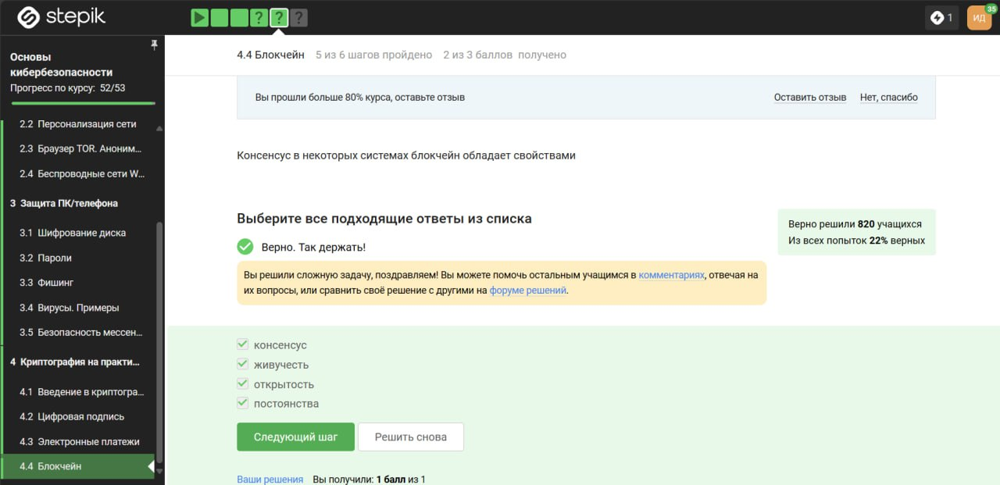 stepik
?
?
?
1
ИД
35
Основы
кибербезопасности
Прогресс по курсу: 52/53
2.2 Персонализация сети
2.3 Браузер TOR. Аноним...
2.4 Беспроводные сети W...
3 Защита ПК/телефона
3.1 Шифрование диска
3.2 Пароли
3.3 Фишинг
3.4 Вирусы. Примеры
3.5 Безопасность мессен...
4 Криптография на практи...
4.1 Введение в криптогра...
4.2 Цифровая подпись
4.3 Электронные платежи
4.4 Блокчейн
4.4 Блокчейн 5 из 6 шагов пройдено 2 из 3 баллов получено
Вы прошли больше 80% курса, оставьте отзыв
Оставить отзыв Нет, спасибо
Консенсус в некоторых системах блокчейн обладает свойствами
Выберите все подходящие ответы из списка
Верно. Так держать!
Верно решили 820 учащихся
Из всех попыток 22% верных
Вы решили сложную задачу, поздравляем! Вы можете помочь остальным учащимся в комментариях, отвечая на
их вопросы, или сравнить своё решение с другими на форуме решений.
консенсус
живучесть
открытость
постоянства
Следующий шаг Решить снова
Ваши решения Вы получили: 1 балл из 1